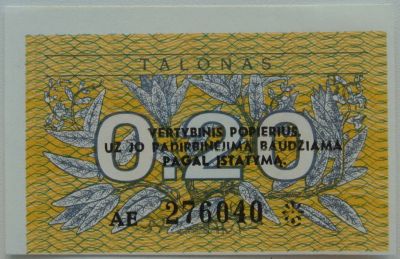 TALONAS
0,20
VERTYBINIS POPIERIUS.
UŽ JO PADIRBINĖJIMĄ BAUDŽIAMA
PAGAL ĮSTATYMĄ.
AE 276040